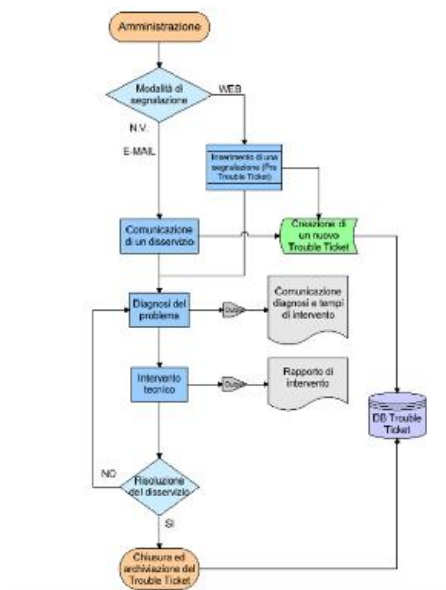 Amministrazione
Modalità di
segnalazione
WEB
N.V.
E-MAIL
Inserimento di una
segnalazione (Pre
Trouble Ticket)
Comunicazione
di un disservizio
Creazione di
un nuovo
Trouble Ticket
Diagnosi del
problema
Output
Comunicazione
diagnosi e tempi
di intervento
Intervento
tecnico
Output
Rapporto di
intervento
DB Trouble
Ticket
NO
Risoluzione
del disservizio
SI
Chiusura ed
archiviazione del
Trouble Ticket